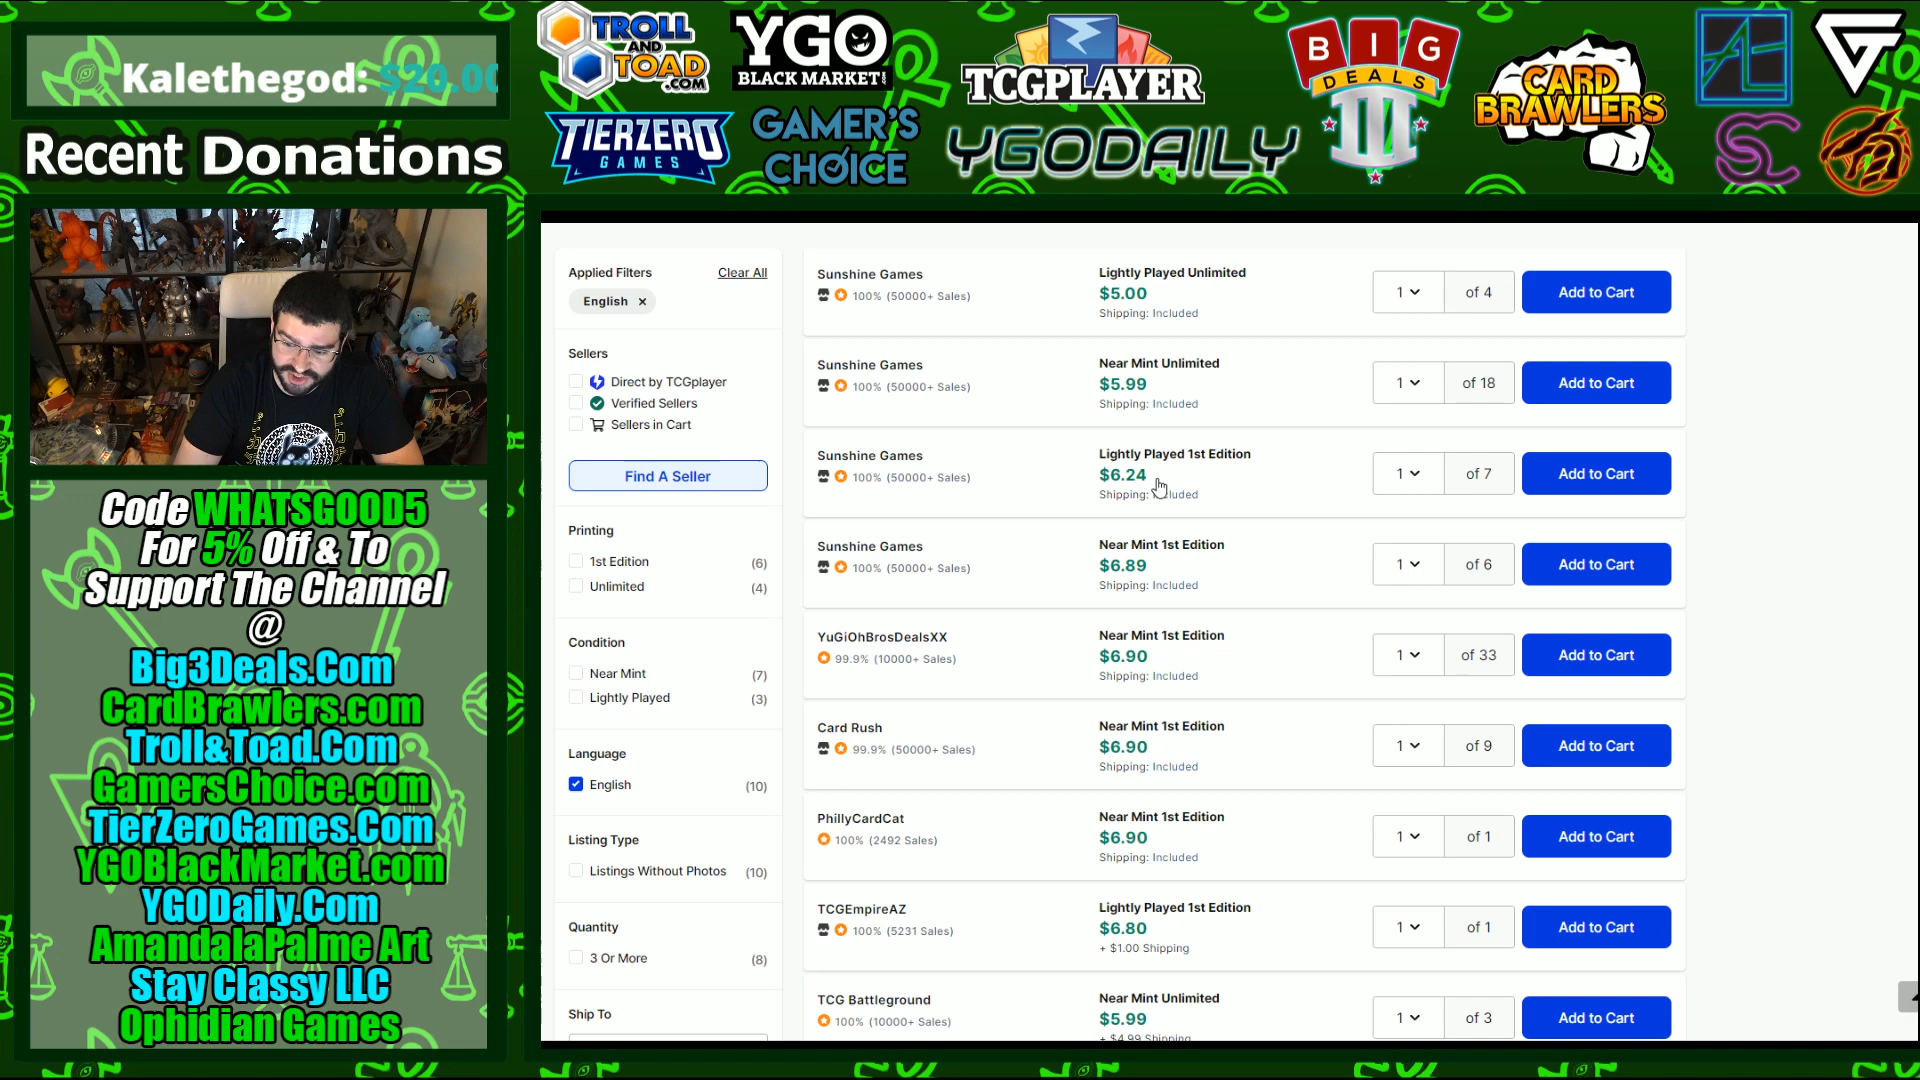 Kalethegod: $20.00
Recent Donations
TROLL
AND
TOAD
.COM
YGO
BLACK MARKET!
TCGPLAYER
BIG
DEALS
III
CARD
BRAWLERS
TIERZERO
GAMES
GAMER'S
CHOICE
YGODAILY
Code WHATSGOOD5
For 5% Off & To
Support The Channel
@
Big3Deals.Com
CardBrawlers.com
Troll&Toad.Com
GamersChoice.com
TierZeroGames.Com
YGOBlackMarket.com
YGODaily.Com
AmandalaPalme Art
Stay Classy LLC
Ophidian Games
Applied Filters
Clear All
English ×
Sellers
Direct by TCGplayer
Verified Sellers
Sellers in Cart
Find A Seller
Printing
1st Edition (6)
Unlimited (4)
Condition
Near Mint (7)
Lightly Played (3)
Language
English (10)
Listing Type
Listings Without Photos (10)
Quantity
3 Or More (8)
Ship To
Sunshine Games
100% (50000+ Sales)
Lightly Played Unlimited
$5.00
Shipping: Included
1 of 4 Add to Cart
Sunshine Games
100% (50000+ Sales)
Near Mint Unlimited
$5.99
Shipping: Included
1 of 18 Add to Cart
Sunshine Games
100% (50000+ Sales)
Lightly Played 1st Edition
$6.24
Shipping: Included
1 of 7 Add to Cart
Sunshine Games
100% (50000+ Sales)
Near Mint 1st Edition
$6.89
Shipping: Included
1 of 6 Add to Cart
YuGiOhBrosDealsXX
99.9% (10000+ Sales)
Near Mint 1st Edition
$6.90
Shipping: Included
1 of 33 Add to Cart
Card Rush
99.9% (50000+ Sales)
Near Mint 1st Edition
$6.90
Shipping: Included
1 of 9 Add to Cart
PhillyCardCat
100% (2492 Sales)
Near Mint 1st Edition
$6.90
Shipping: Included
1 of 1 Add to Cart
TCGEmpireAZ
100% (5231 Sales)
Lightly Played 1st Edition
$6.80
+ $1.00 Shipping
1 of 1 Add to Cart
TCG Battleground
100% (10000+ Sales)
Near Mint Unlimited
$5.99
+ $4.99 Shipping
1 of 3 Add to Cart